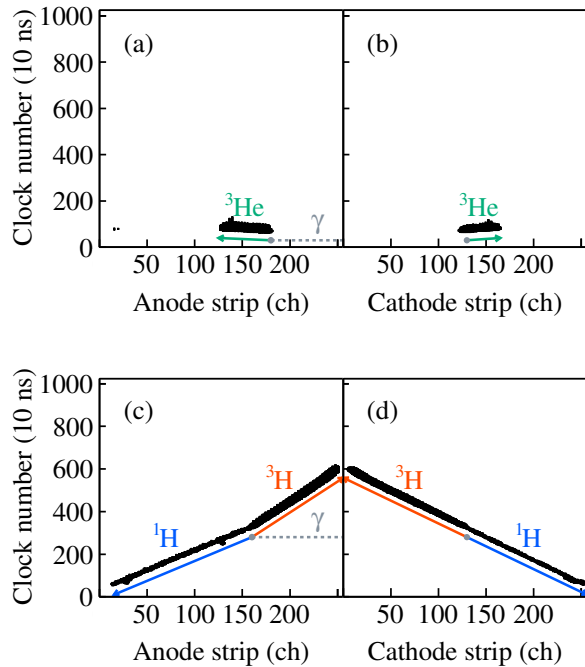 1000
800
600
400
200
0
Clock number (10 ns)
(a)
³He
γ
50 100 150 200
Anode strip (ch)
(b)
³He
50 100 150 200
Cathode strip (ch)
1000
800
600
400
200
0
Clock number (10 ns)
(c)
³H
γ
¹H
50 100 150 200
Anode strip (ch)
(d)
³H
¹H
50 100 150 200
Cathode strip (ch)